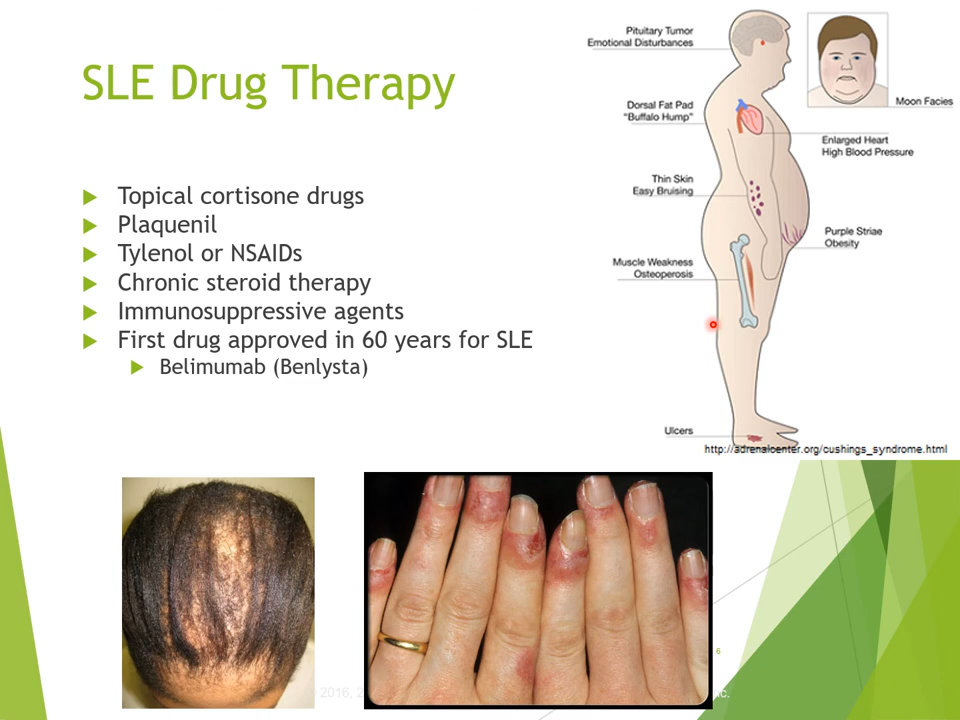 SLE Drug Therapy
Topical cortisone drugs
Plaquenil
Tylenol or NSAIDs
Chronic steroid therapy
Immunosuppressive agents
First drug approved in 60 years for SLE
Belimumab (Benlysta)
Pituitary Tumor
Emotional Disturbances
Moon Facies
Dorsal Fat Pad
“Buffalo Hump”
Enlarged Heart
High Blood Pressure
Thin Skin
Easy Bruising
Purple Striae
Obesity
Muscle Weakness
Osteoperosis
Ulcers
http://adrenalcenter.org/cushings_syndrome.html
6
2016,